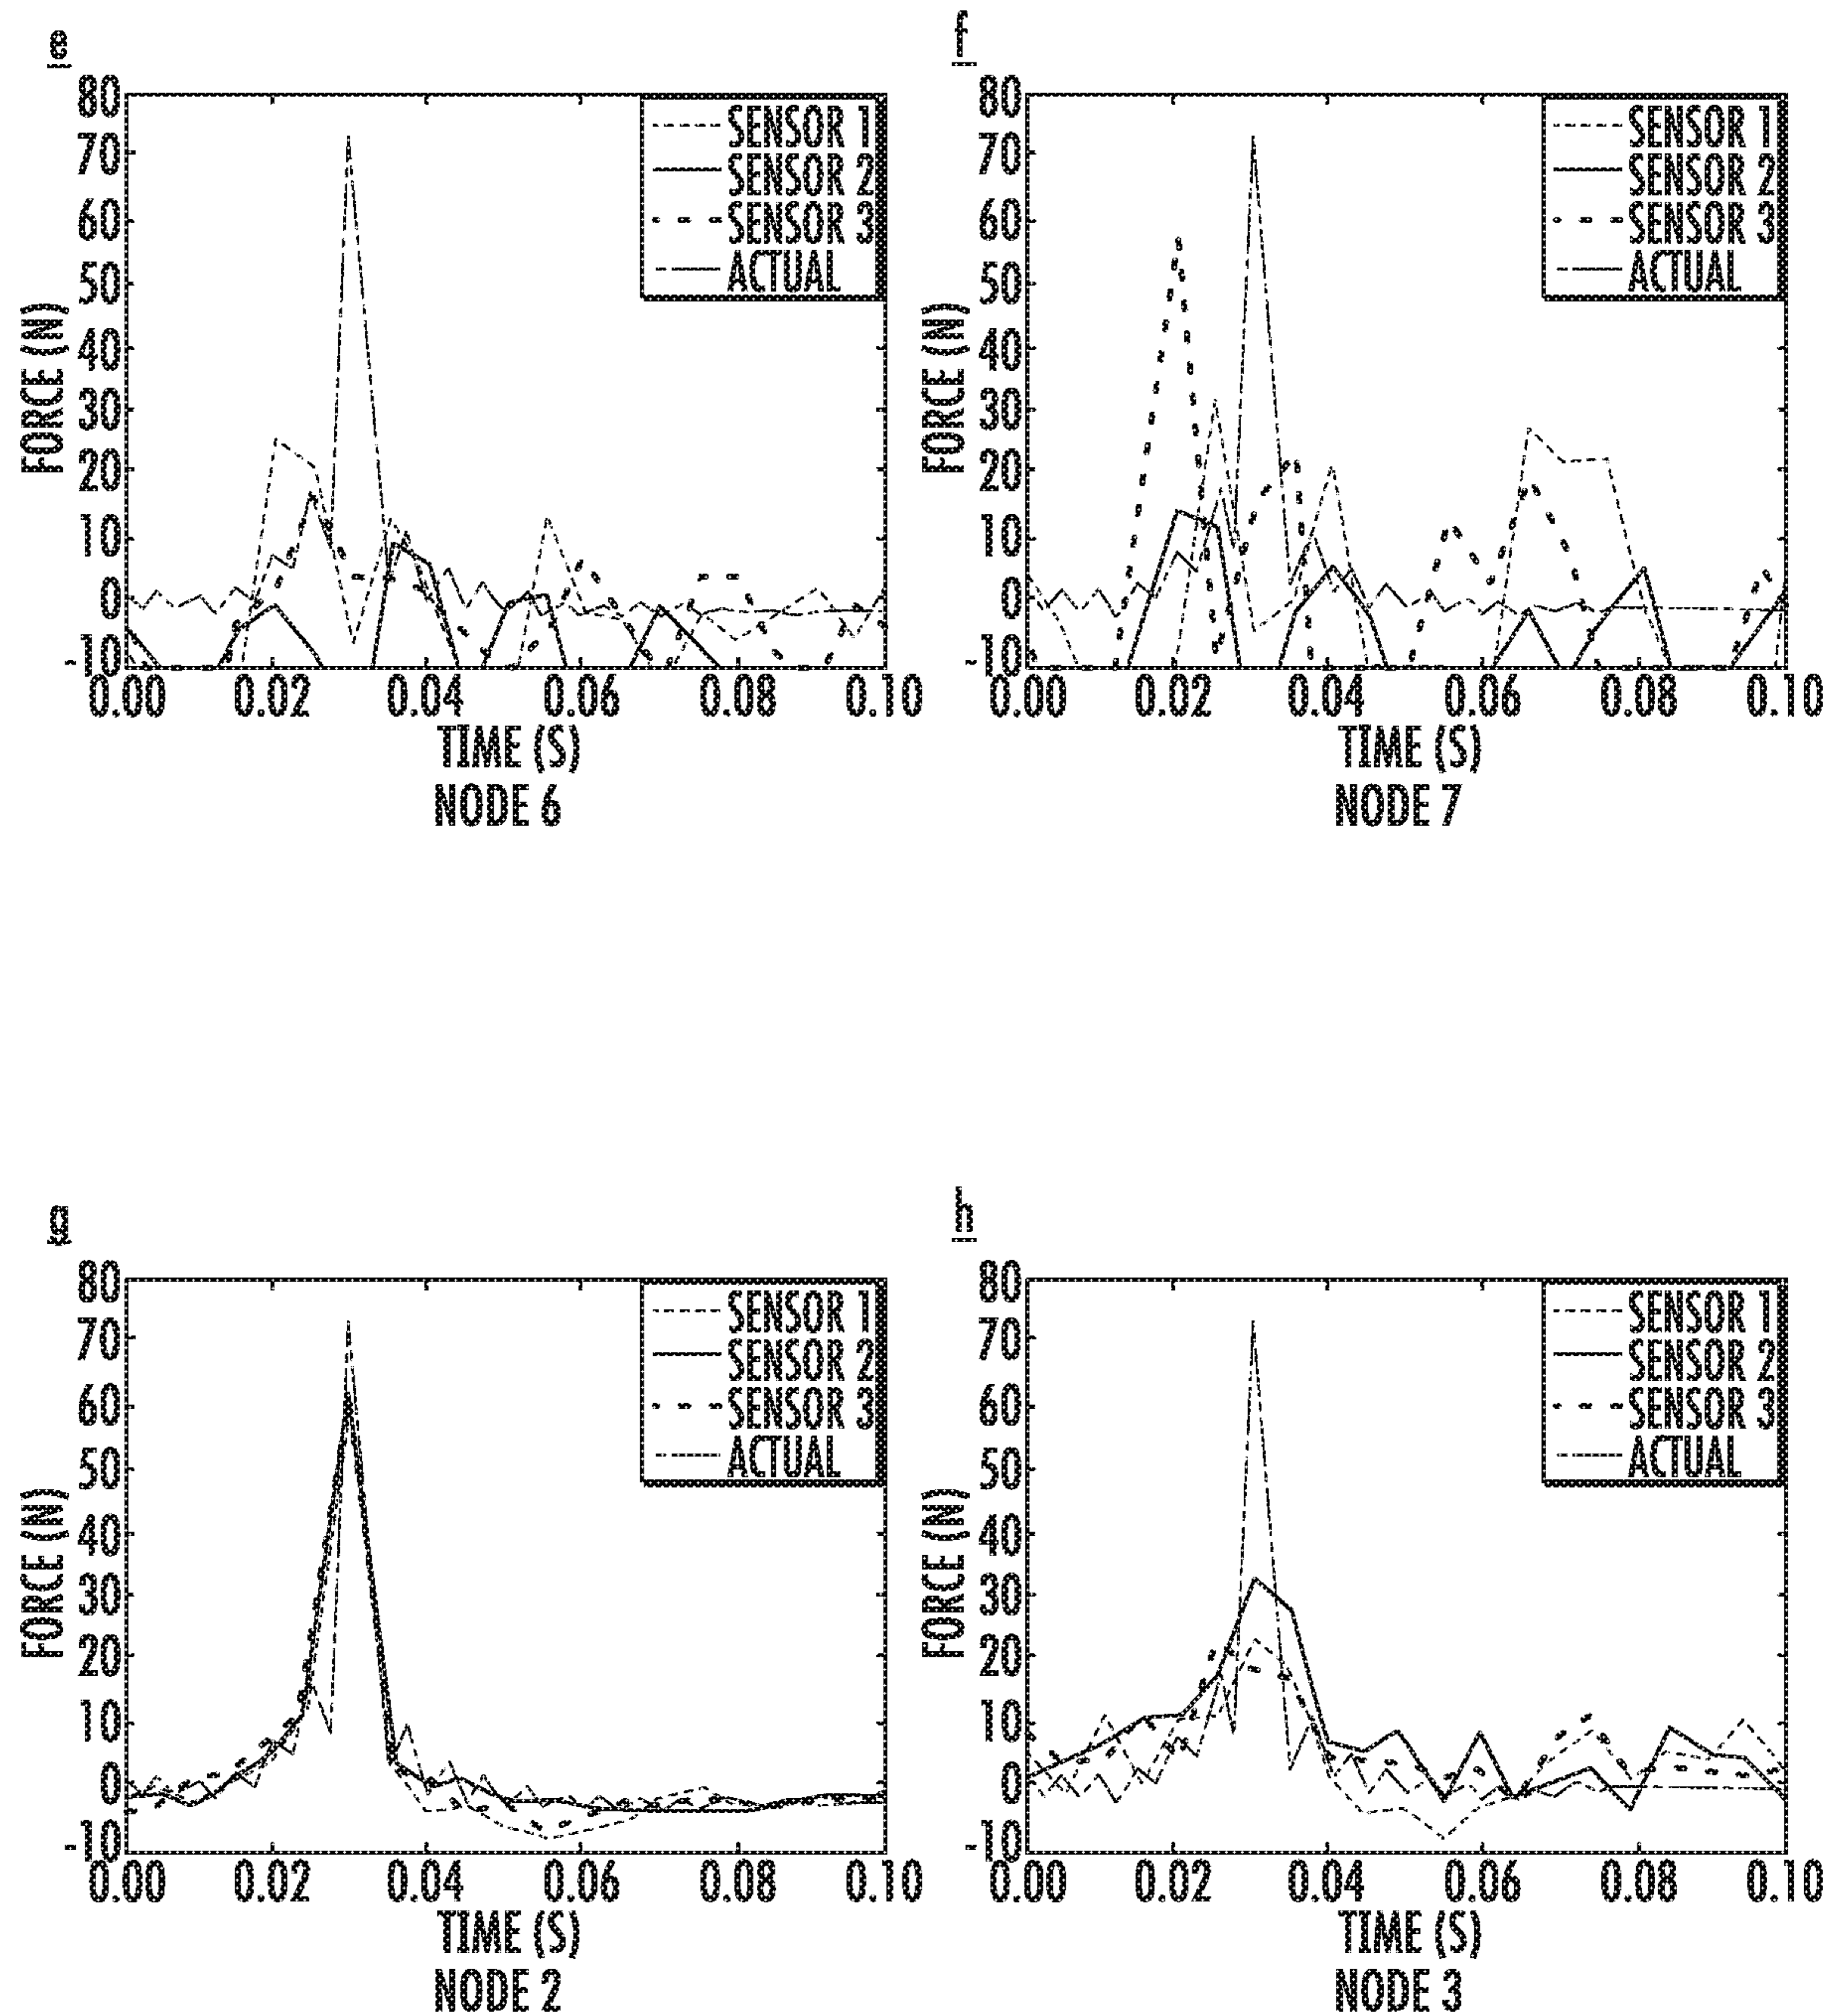 e
80
70
60
50
40
30
20
10
0
-10
FORCE (N)
SENSOR 1
SENSOR 2
SENSOR 3
ACTUAL
0.00 0.02 0.04 0.06 0.08 0.10
TIME (S)
NODE 6
f
80
70
60
50
40
30
20
10
0
-10
FORCE (N)
SENSOR 1
SENSOR 2
SENSOR 3
ACTUAL
0.00 0.02 0.04 0.06 0.08 0.10
TIME (S)
NODE 7
g
80
70
60
50
40
30
20
10
0
-10
FORCE (N)
SENSOR 1
SENSOR 2
SENSOR 3
ACTUAL
0.00 0.02 0.04 0.06 0.08 0.10
TIME (S)
NODE 2
h
80
70
60
50
40
30
20
10
0
-10
FORCE (N)
SENSOR 1
SENSOR 2
SENSOR 3
ACTUAL
0.00 0.02 0.04 0.06 0.08 0.10
TIME (S)
NODE 3